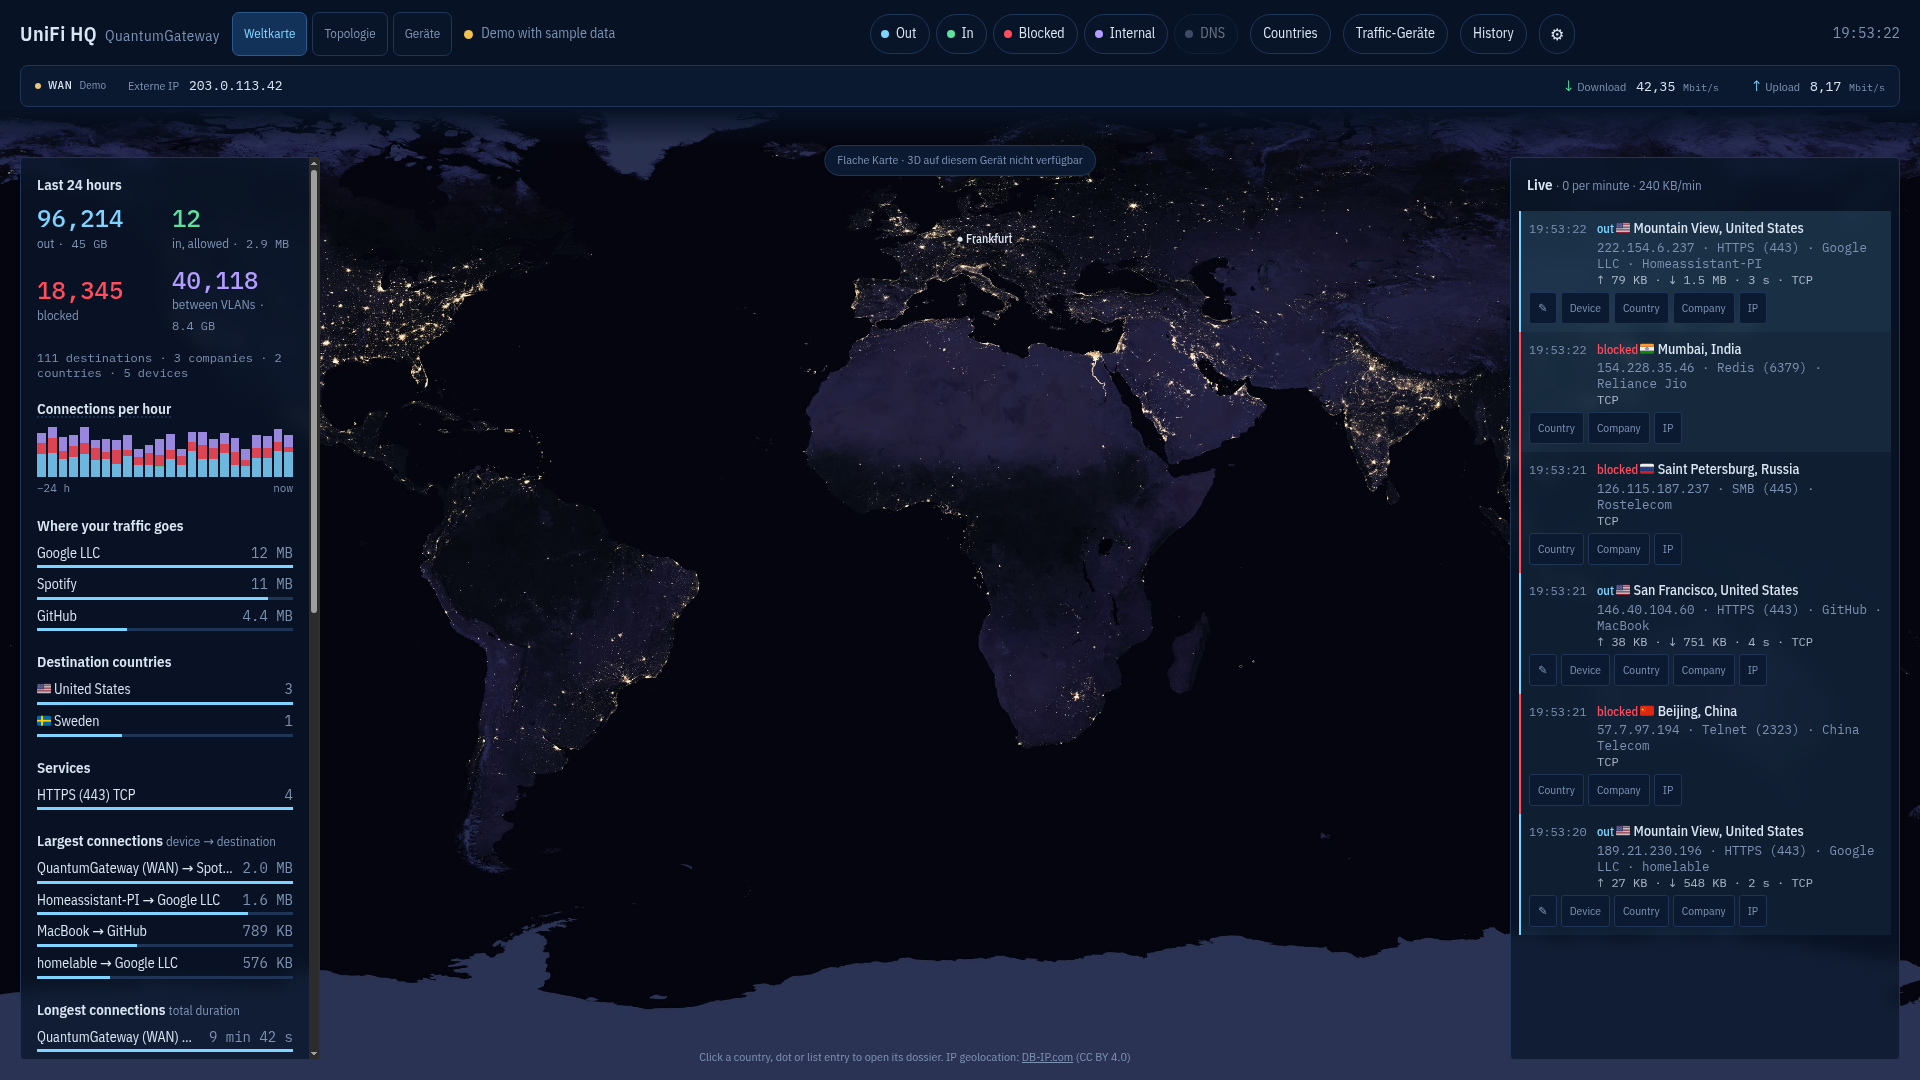 UniFi HQ QuantumGateway Weltkarte Topologie Geräte Demo with sample data Out In Blocked Internal DNS Countries Traffic-Geräte History 19:53:22
WAN Demo Externe IP 203.0.113.42 ↓ Download 42,35 Mbit/s ↑ Upload 8,17 Mbit/s
Flache Karte · 3D auf diesem Gerät nicht verfügbar
Frankfurt
Last 24 hours
96,214 12
out · 45 GB in, allowed · 2.9 MB
18,345 40,118
blocked between VLANs ·
8.4 GB
111 destinations · 3 companies · 2
countries · 5 devices
Connections per hour
−24 h now
Where your traffic goes
Google LLC 12 MB
Spotify 11 MB
GitHub 4.4 MB
Destination countries
United States 3
Sweden 1
Services
HTTPS (443) TCP 4
Largest connections device → destination
QuantumGateway (WAN) → Spot... 2.0 MB
Homeassistant-PI → Google LLC 1.6 MB
MacBook → GitHub 789 KB
homelable → Google LLC 576 KB
Longest connections total duration
QuantumGateway (WAN) ... 9 min 42 s
Live · 0 per minute · 240 KB/min
19:53:22 out Mountain View, United States
222.154.6.237 · HTTPS (443) · Google
LLC · Homeassistant-PI
↑ 79 KB · ↓ 1.5 MB · 3 s · TCP
✎ Device Country Company IP
19:53:22 blocked Mumbai, India
154.228.35.46 · Redis (6379) ·
Reliance Jio
TCP
Country Company IP
19:53:21 blocked Saint Petersburg, Russia
126.115.187.237 · SMB (445) ·
Rostelecom
TCP
Country Company IP
19:53:21 out San Francisco, United States
146.40.104.60 · HTTPS (443) · GitHub ·
MacBook
↑ 38 KB · ↓ 751 KB · 4 s · TCP
✎ Device Country Company IP
19:53:21 blocked Beijing, China
57.7.97.194 · Telnet (2323) · China
Telecom
TCP
Country Company IP
19:53:20 out Mountain View, United States
189.21.230.196 · HTTPS (443) · Google
LLC · homelable
↑ 27 KB · ↓ 548 KB · 2 s · TCP
✎ Device Country Company IP
Click a country, dot or list entry to open its dossier. IP geolocation: DB-IP.com (CC BY 4.0)